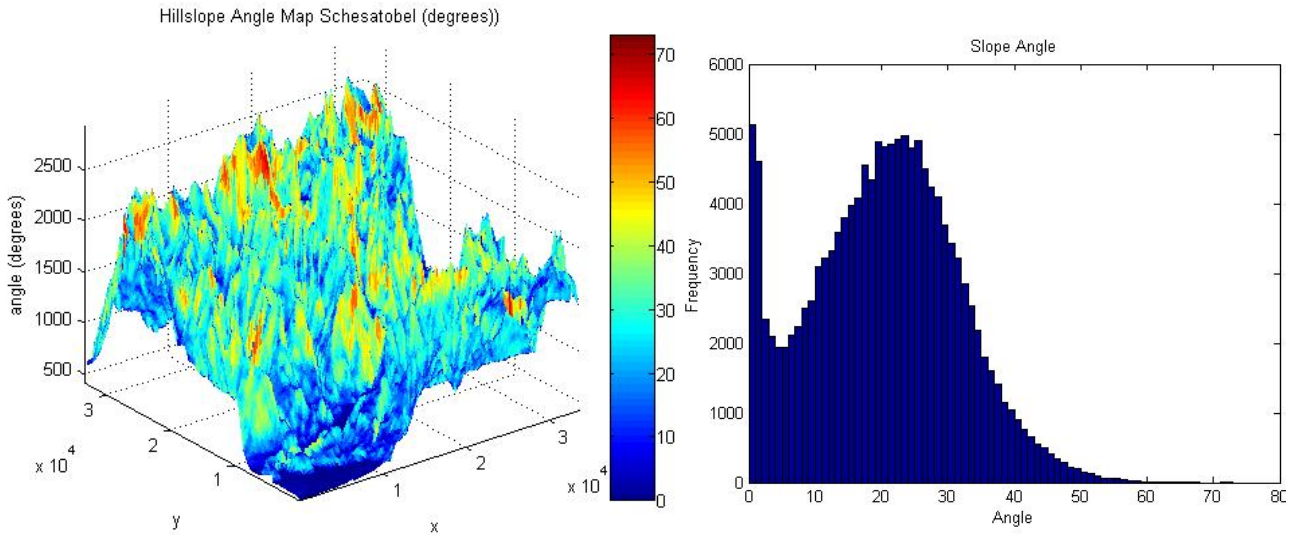 Hillslope Angle Map Schesatobel (degrees))
angle (degrees)
2500
2000
1500
1000
500
3
2
1
x 10^4
y
1
2
3
x 10^4
x
70
60
50
40
30
20
10
0
Slope Angle
Frequency
6000
5000
4000
3000
2000
1000
0
0 10 20 30 40 50 60 70 80
Angle